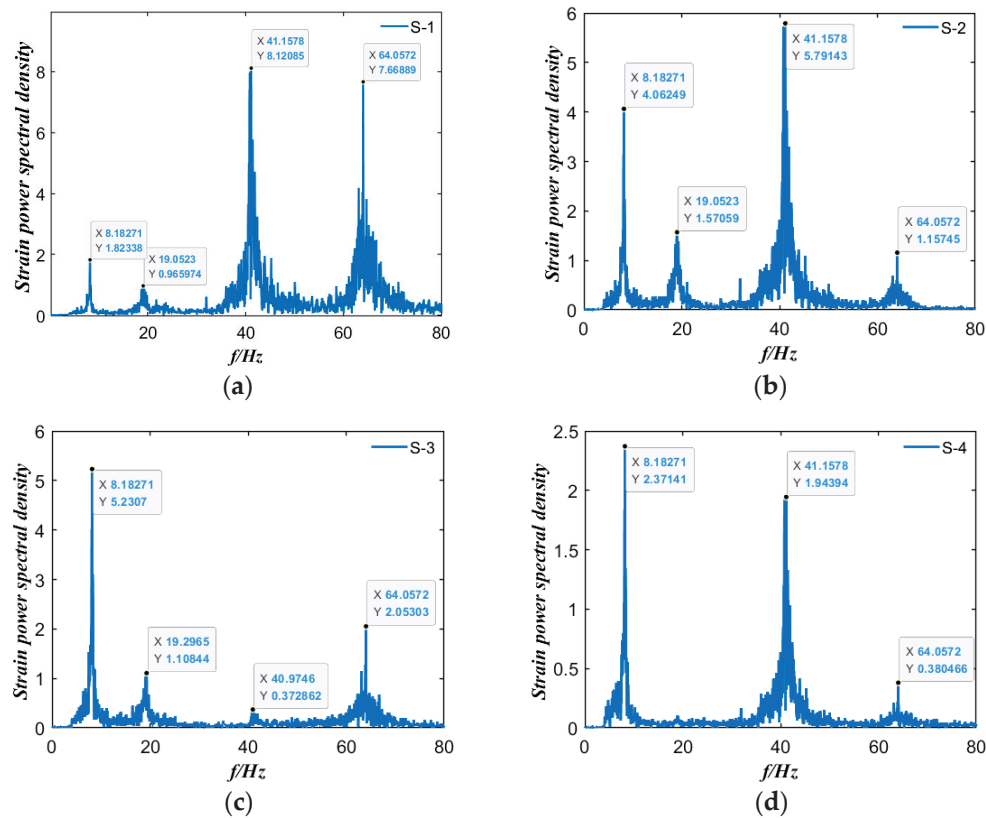 S-1
Strain power spectral density
X 41.1578
Y 8.12085
X 64.0572
Y 7.66889
X 8.18271
Y 1.82338
X 19.0523
Y 0.965974
8
6
4
2
0
0 20 40 60 80
f/Hz
(a)
S-2
Strain power spectral density
X 41.1578
Y 5.79143
X 8.18271
Y 4.06249
X 19.0523
Y 1.57059
X 64.0572
Y 1.15745
6
5
4
3
2
1
0
0 20 40 60 80
f/Hz
(b)
S-3
Strain power spectral density
X 8.18271
Y 5.2307
X 19.2965
Y 1.10844
X 40.9746
Y 0.372862
X 64.0572
Y 2.05303
6
5
4
3
2
1
0
0 20 40 60 80
f/Hz
(c)
S-4
Strain power spectral density
X 8.18271
Y 2.37141
X 41.1578
Y 1.94394
X 64.0572
Y 0.380466
2.5
2
1.5
1
0.5
0
0 20 40 60 80
f/Hz
(d)